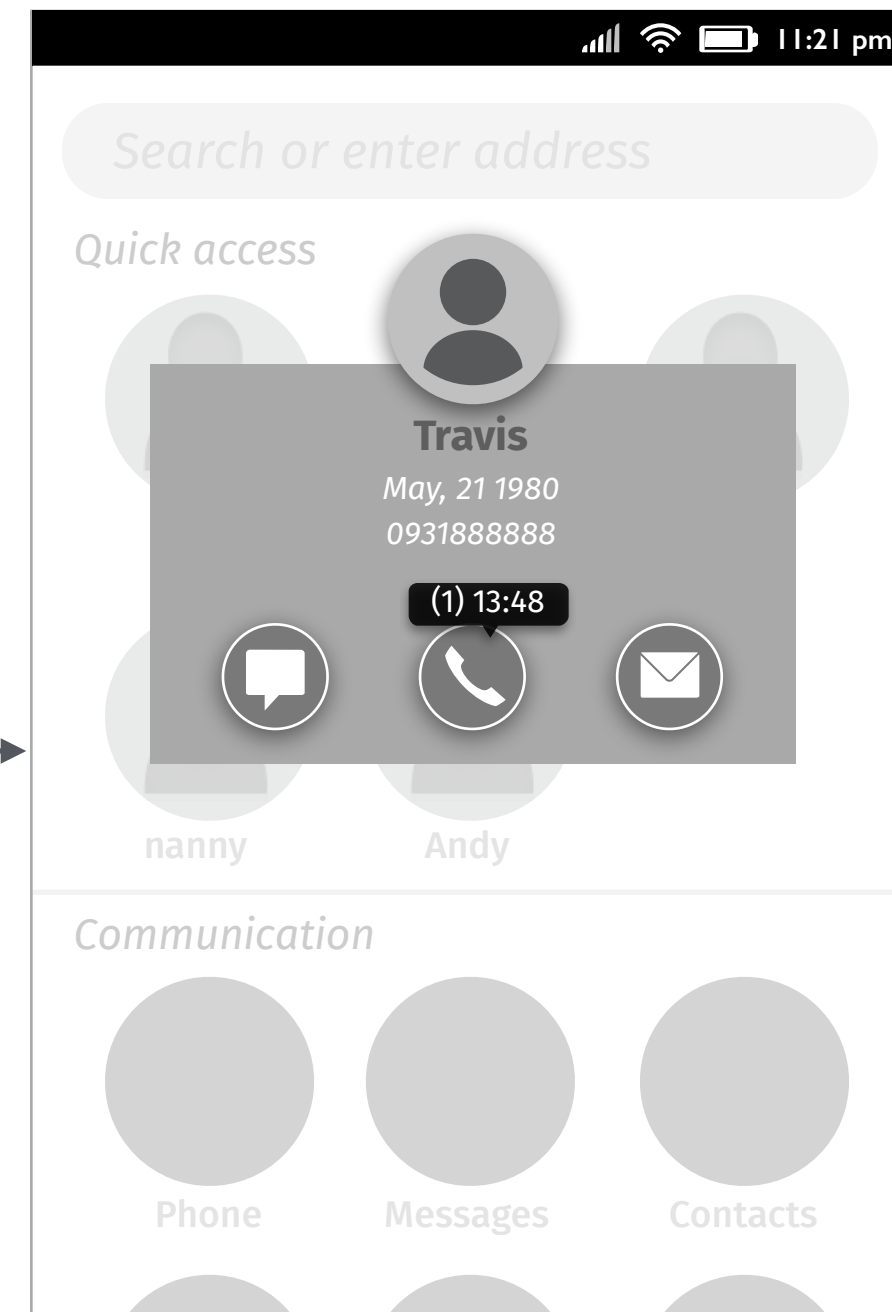 11:21 pm
Search or enter address
Quick access
Travis
May, 21 1980
0931888888
(1) 13:48
nanny
Andy
Communication
Phone
Messages
Contacts